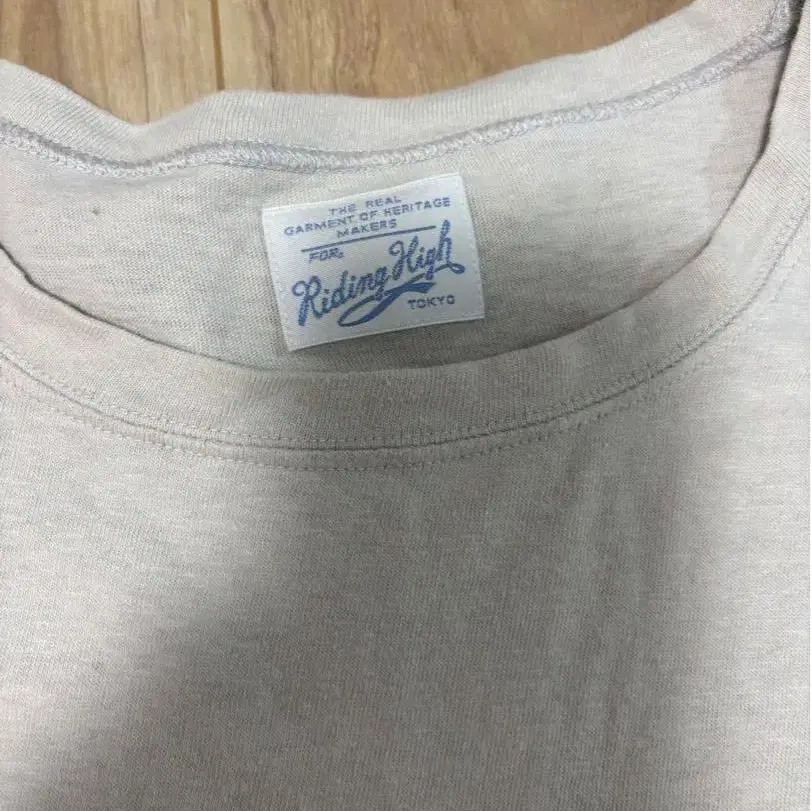 THE REAL
GARMENT OF HERITAGE
MAKERS
FOR.
Riding High
TOKYO